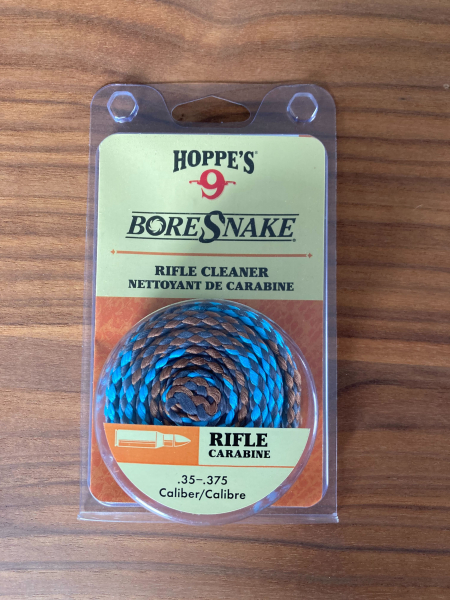 HOPPE'S
9
BORESNAKE
RIFLE CLEANER
NETTOYANT DE CARABINE
RIFLE
CARABINE
.35–.375
Caliber/Calibre